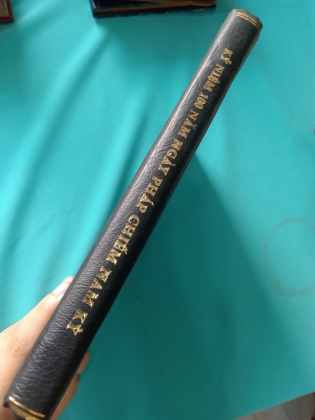 KỶ NIỆM 100 NĂM NGÀY PHÁP CHIẾM NAM KỲ